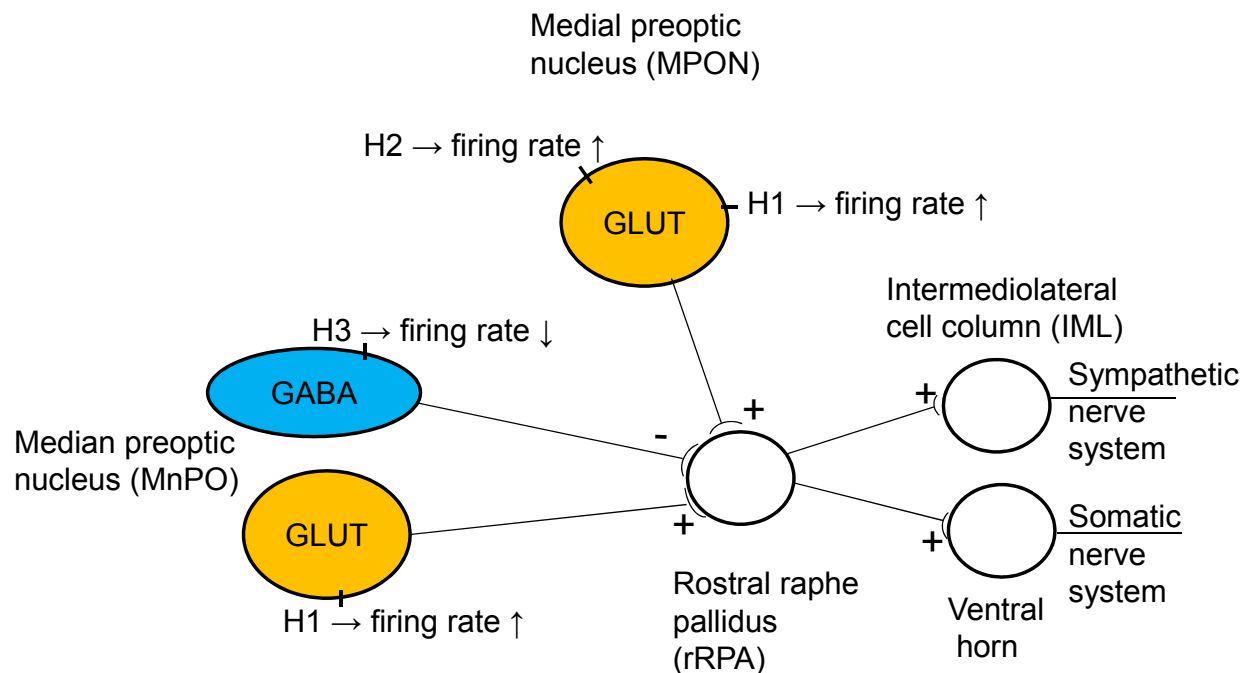 Medial preoptic
nucleus (MPON)
H2 → firing rate ↑
GLUT
H1 → firing rate ↑
Intermediolateral
cell column (IML)
H3 → firing rate ↓
GABA
+
+
-
Sympathetic
nerve
system
Median preoptic
nucleus (MnPO)
GLUT
+
+
Somatic
nerve
system
H1 → firing rate ↑
Rostral raphe
pallidus
(rRPA)
Ventral
horn